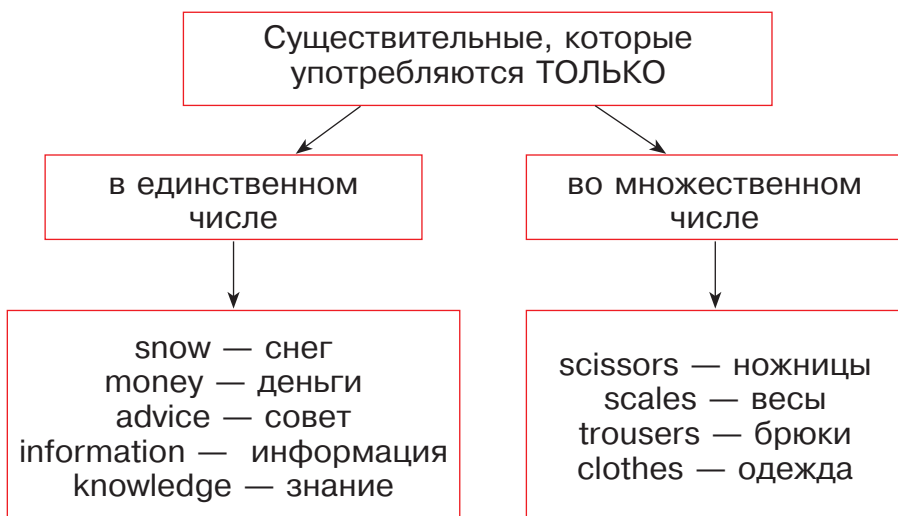 Существительные, которые
употребляются ТОЛЬКО
в единственном
числе
во множественном
числе
snow — снег
money — деньги
advice — совет
information — информация
knowledge — знание
scissors — ножницы
scales — весы
trousers — брюки
clothes — одежда